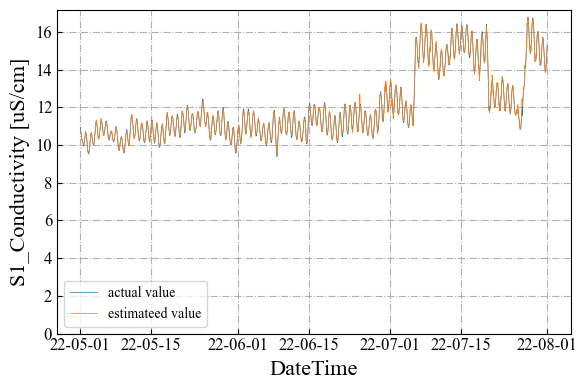 16
14
12
10
8
6
4
2
0
S1_Conductivity [uS/cm]
actual value
estimateed value
22-05-01 22-05-15 22-06-01 22-06-15 22-07-01 22-07-15 22-08-01
DateTime